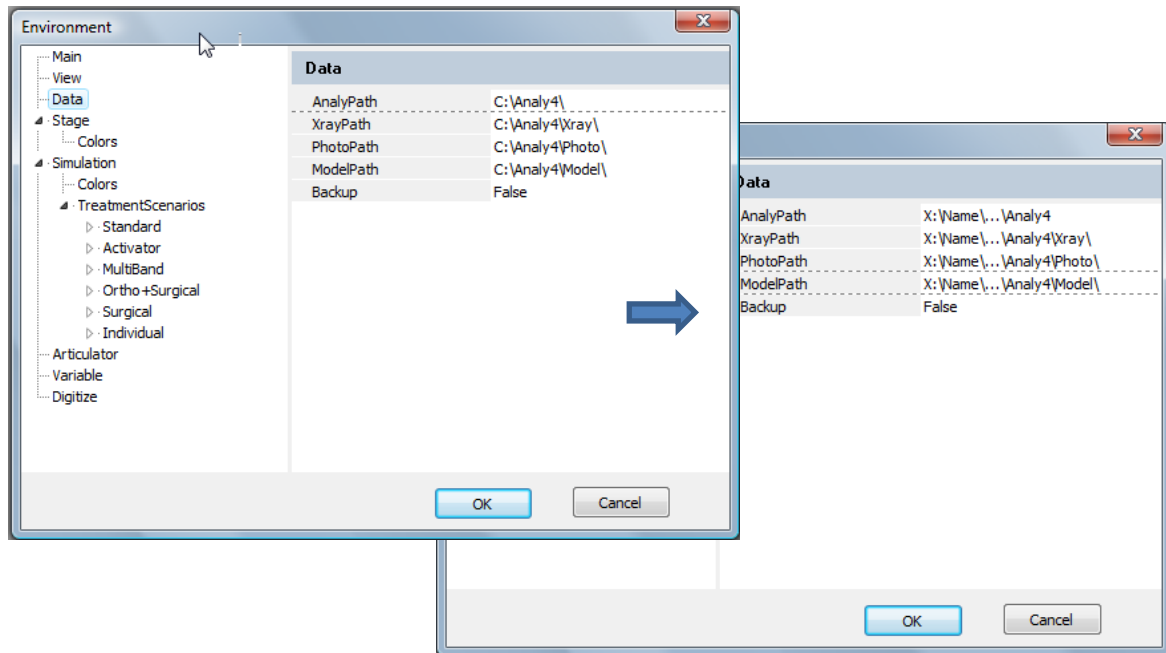 Environment
Main
View
Data
Stage
Colors
Simulation
Colors
TreatmentScenarios
Standard
Activator
MultiBand
Ortho+Surgical
Surgical
Individual
Articulator
Variable
Digitize
Data
AnalyPath C:\Analy4\
XrayPath C:\Analy4\Xray\
PhotoPath C:\Analy4\Photo\
ModelPath C:\Analy4\Model\
Backup False
OK Cancel
Data
AnalyPath X:\Name\...\Analy4
XrayPath X:\Name\...\Analy4\Xray\
PhotoPath X:\Name\...\Analy4\Photo\
ModelPath X:\Name\...\Analy4\Model\
Backup False
OK Cancel